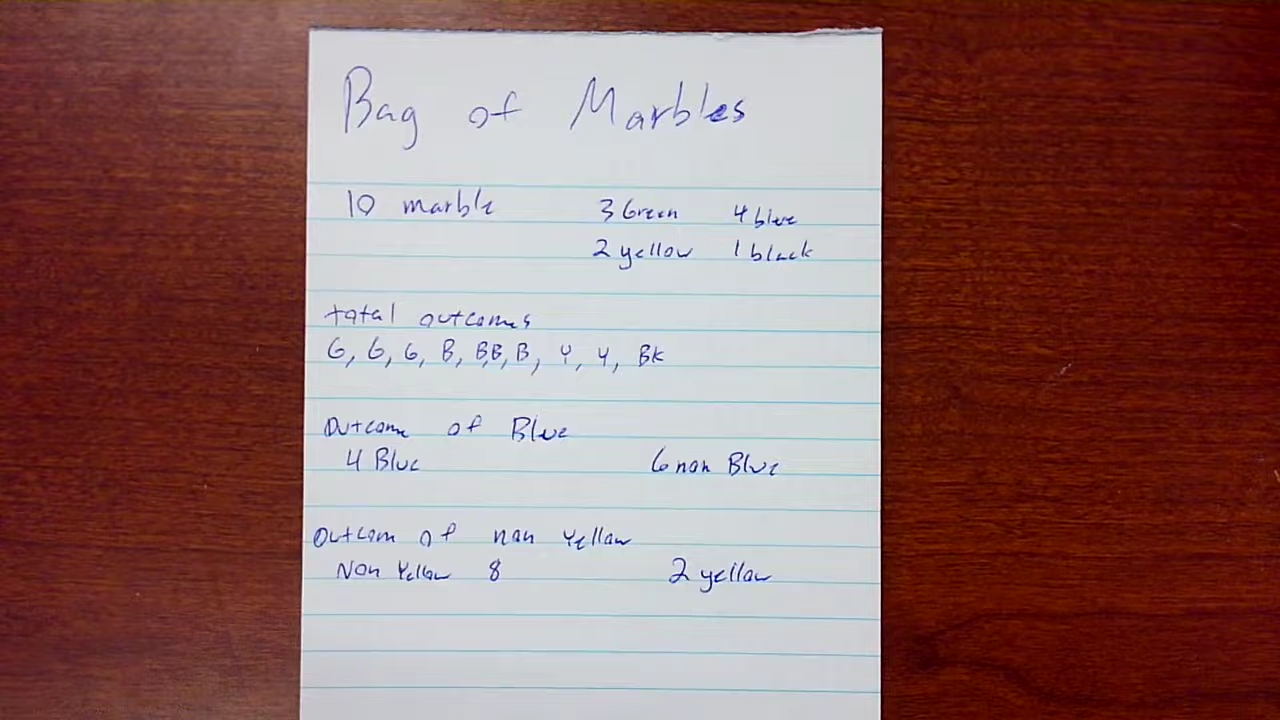 Bag of Marbles
10 marble 3 Green 4 blue
2 yellow 1 black
total outcomes
G, G, G, B, B,B, B, Y, Y, BK
Outcome of Blue
4 Blue 6 non Blue
Outcom of non Yellow
Non Yellow 8 2 yellow